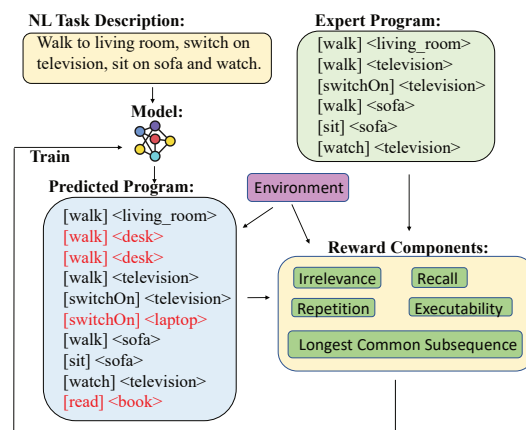 NL Task Description:
Walk to living room, switch on
television, sit on sofa and watch.
Model:
Train
Predicted Program:
[walk] <living_room>
[walk] <desk>
[walk] <desk>
[walk] <television>
[switchOn] <television>
[switchOn] <laptop>
[walk] <sofa>
[sit] <sofa>
[watch] <television>
[read] <book>
Expert Program:
[walk] <living_room>
[walk] <television>
[switchOn] <television>
[walk] <sofa>
[sit] <sofa>
[watch] <television>
Environment
Reward Components:
Irrelevance
Recall
Repetition
Executability
Longest Common Subsequence